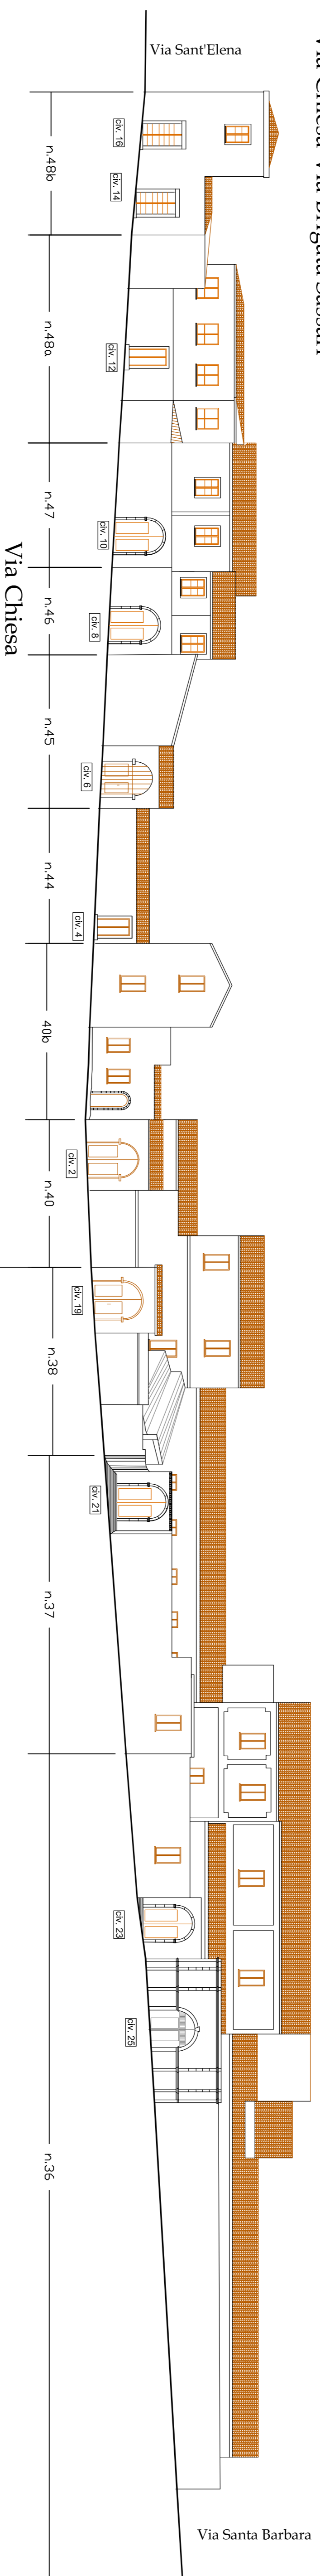 Via Sant'Elena
civ. 16
civ. 14
civ. 12
civ. 10
civ. 8
civ. 6
civ. 4
civ. 2
civ. 19
civ. 21
civ. 23
civ. 25
n.48b
n.48a
n.47
n.46
n.45
n.44
40b
n.40
n.38
n.37
n.36
Via Chiesa
Via Santa Barbara